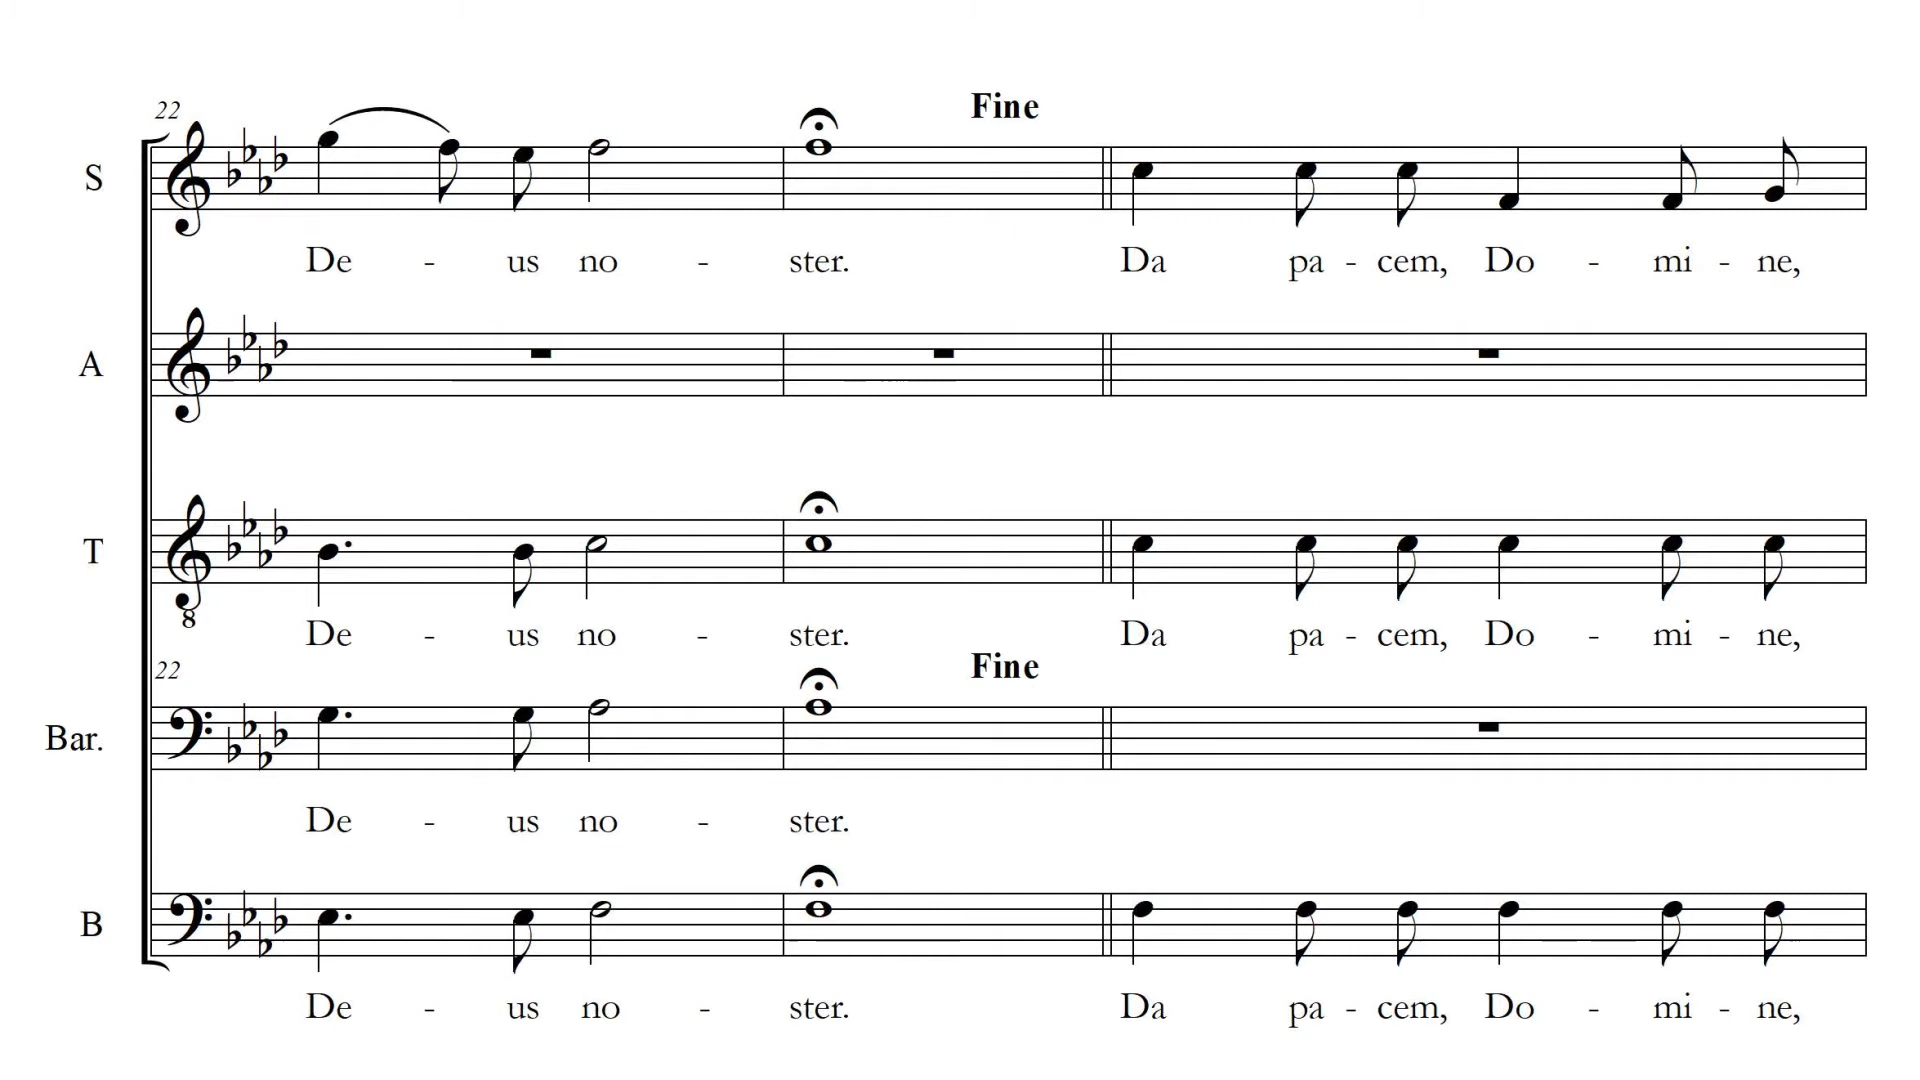 22
Fine
S
De - us no - ster. Da pa - cem, Do - mi - ne,
A
T
8
De - us no - ster. Da pa - cem, Do - mi - ne,
22
Fine
Bar.
De - us no - ster.
B
De - us no - ster. Da pa - cem, Do - mi - ne,